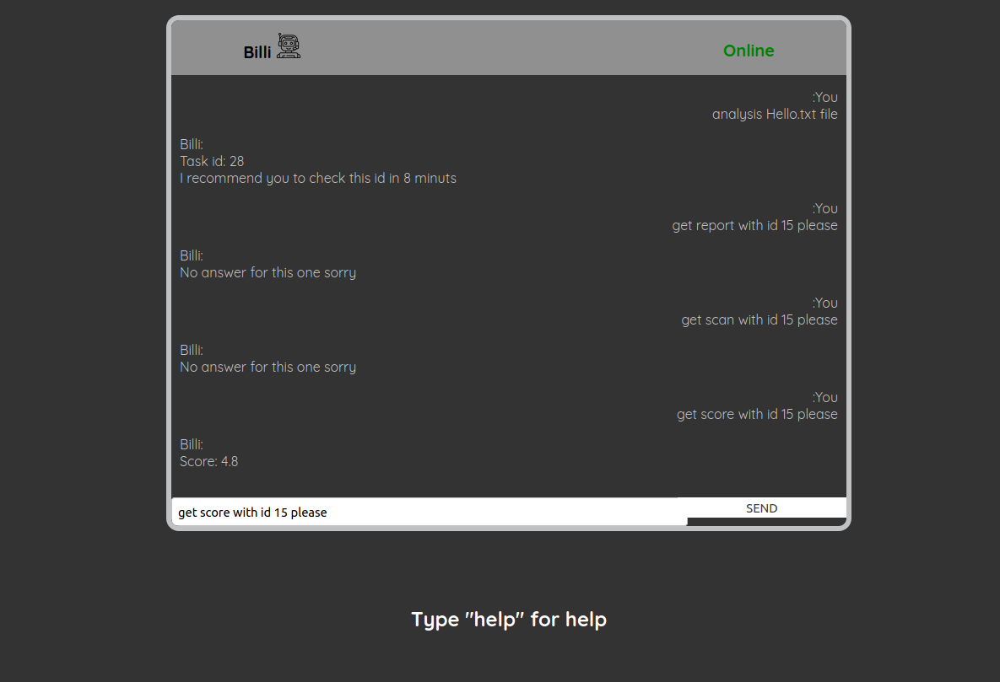 Billi
Online
:You
analysis Hello.txt file
Billi:
Task id: 28
I recommend you to check this id in 8 minuts
:You
get report with id 15 please
Billi:
No answer for this one sorry
:You
get scan with id 15 please
Billi:
No answer for this one sorry
:You
get score with id 15 please
Billi:
Score: 4.8
get score with id 15 please
SEND
Type "help" for help